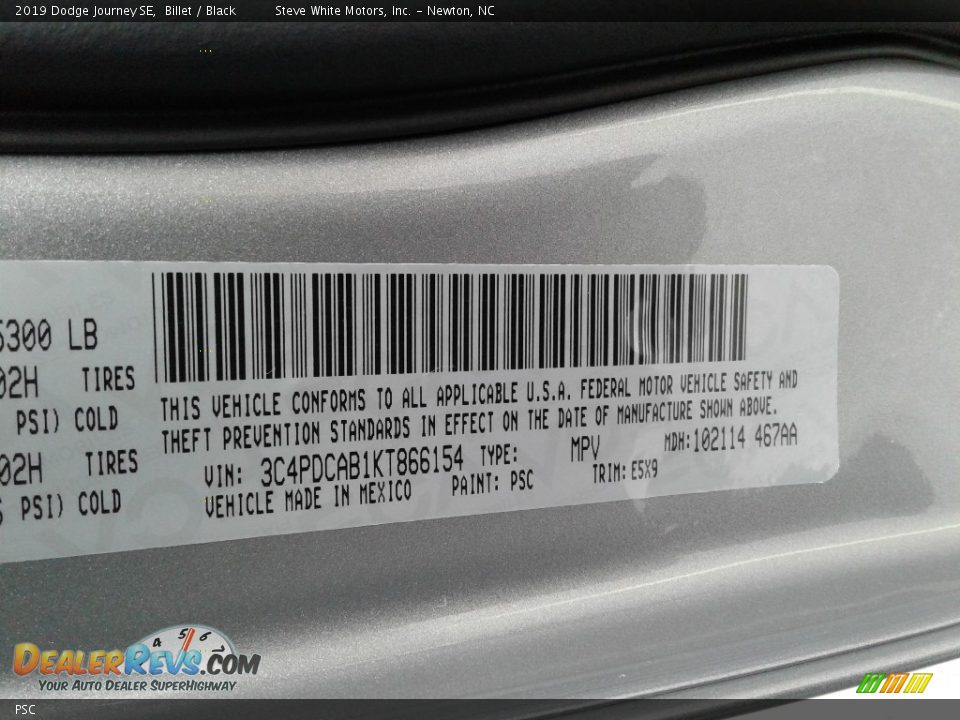 2019 Dodge Journey SE, Billet / Black Steve White Motors, Inc. - Newton, NC
5300 LB
02H TIRES
PSI) COLD
02H TIRES
PSI) COLD
THIS VEHICLE CONFORMS TO ALL APPLICABLE U.S.A. FEDERAL MOTOR VEHICLE SAFETY AND
THEFT PREVENTION STANDARDS IN EFFECT ON THE DATE OF MANUFACTURE SHOWN ABOVE.
VIN: 3C4PDCAB1KT866154 TYPE: MPV MDH:102114 467AA
VEHICLE MADE IN MEXICO PAINT: PSC TRIM: E5X9
4 5 6
DEALERREVS.COM
YOUR AUTO DEALER SUPERHIGHWAY
PSC